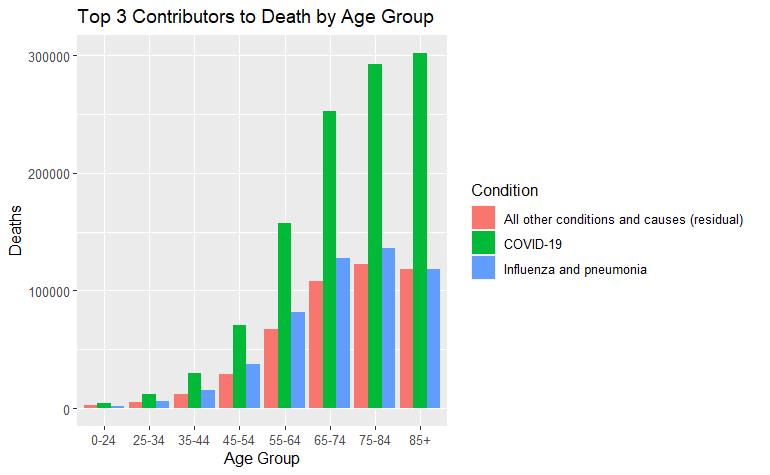 Top 3 Contributors to Death by Age Group
300000
200000
100000
0
Deaths
0-24 25-34 35-44 45-54 55-64 65-74 75-84 85+
Age Group
Condition
All other conditions and causes (residual)
COVID-19
Influenza and pneumonia